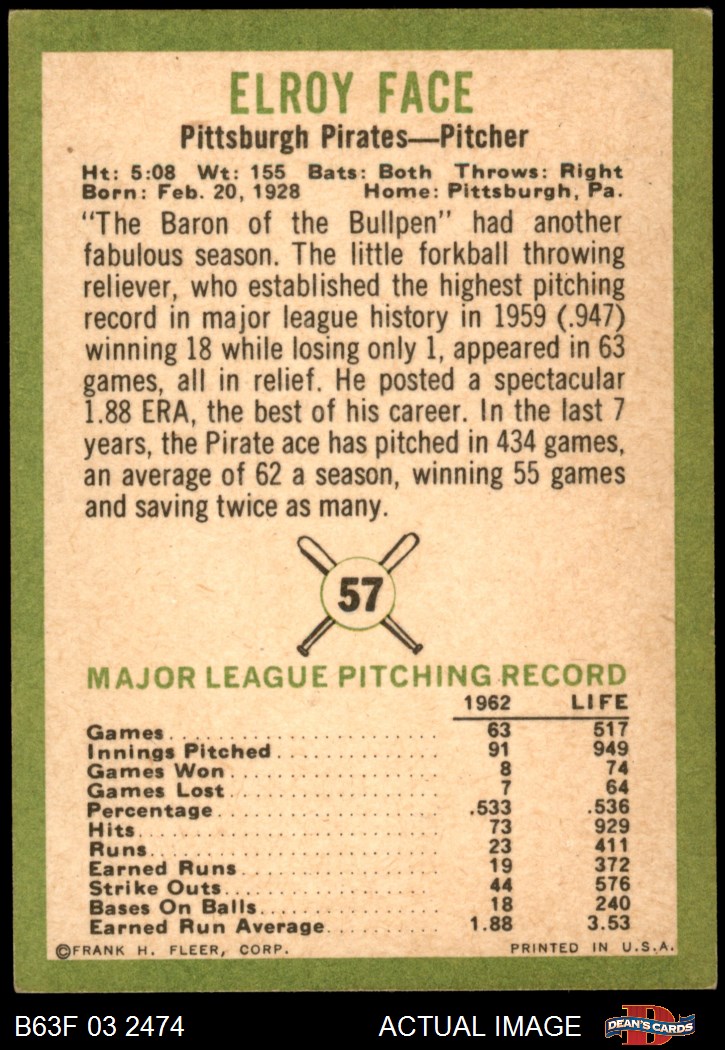 ELROY FACE
Pittsburgh Pirates—Pitcher
Ht: 5:08 Wt: 155 Bats: Both Throws: Right
Born: Feb. 20, 1928 Home: Pittsburgh, Pa.
"The Baron of the Bullpen" had another
fabulous season. The little forkball throwing
reliever, who established the highest pitching
record in major league history in 1959 (.947)
winning 18 while losing only 1, appeared in 63
games, all in relief. He posted a spectacular
1.88 ERA, the best of his career. In the last 7
years, the Pirate ace has pitched in 434 games,
an average of 62 a season, winning 55 games
and saving twice as many.
57
MAJOR LEAGUE PITCHING RECORD
1962 LIFE
Games 63 517
Innings Pitched 91 949
Games Won 8 74
Games Lost 7 64
Percentage .533 .536
Hits 73 929
Runs 23 411
Earned Runs 19 372
Strike Outs 44 576
Bases On Balls 18 240
Earned Run Average 1.88 3.53
©FRANK H. FLEER, CORP. PRINTED IN U.S.A.
B63F 03 2474 ACTUAL IMAGE D DEAN'S CARDS